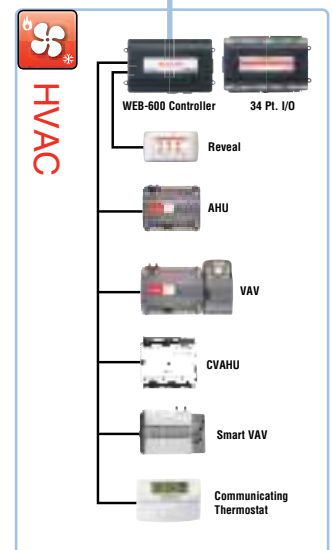 HVAC
WEB-600 Controller
34 Pt. I/O
Reveal
AHU
VAV
CVAHU
Smart VAV
Communicating
Thermostat